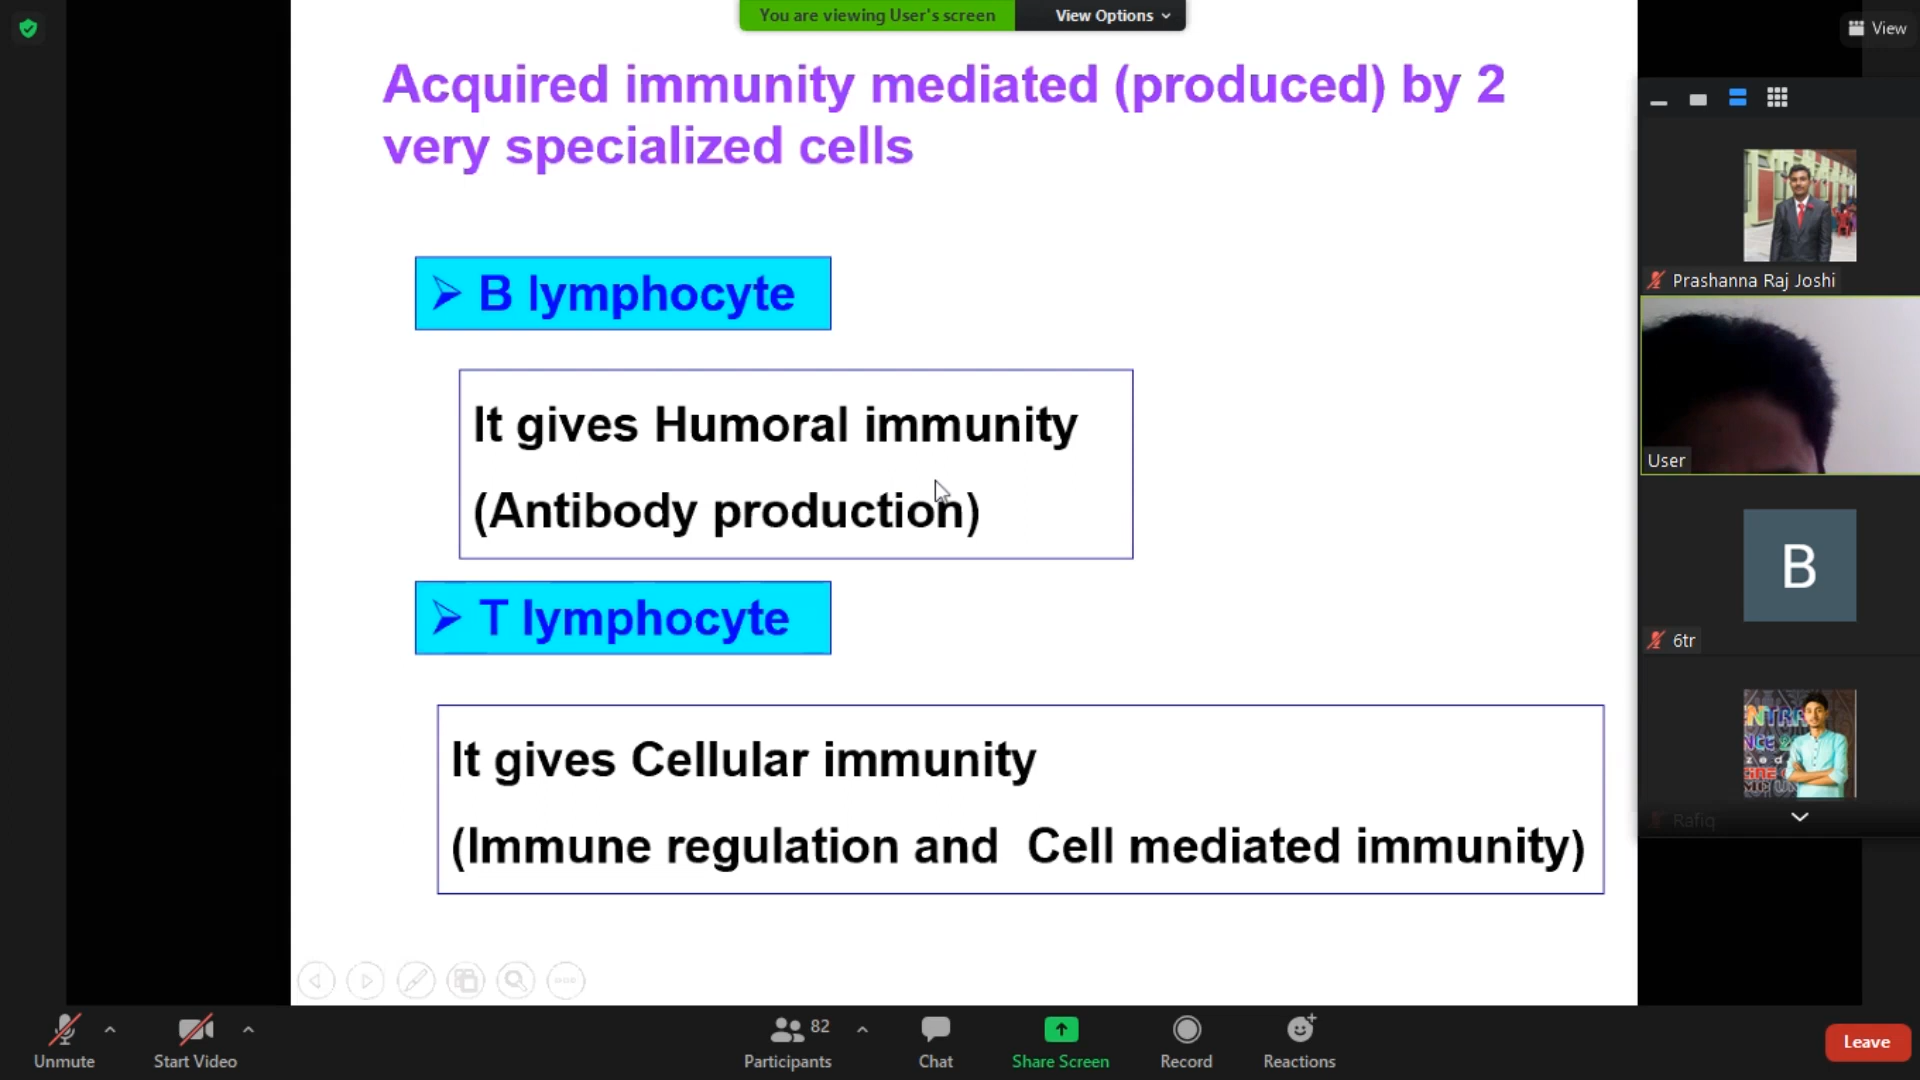 You are viewing User's screen
View Options
View
Acquired immunity mediated (produced) by 2
very specialized cells
B lymphocyte
It gives Humoral immunity
(Antibody production)
T lymphocyte
It gives Cellular immunity
(Immune regulation and Cell mediated immunity)
Prashanna Raj Joshi
User
B
6tr
Rafiq
Unmute
Start Video
82
Participants
Chat
Share Screen
Record
Reactions
Leave